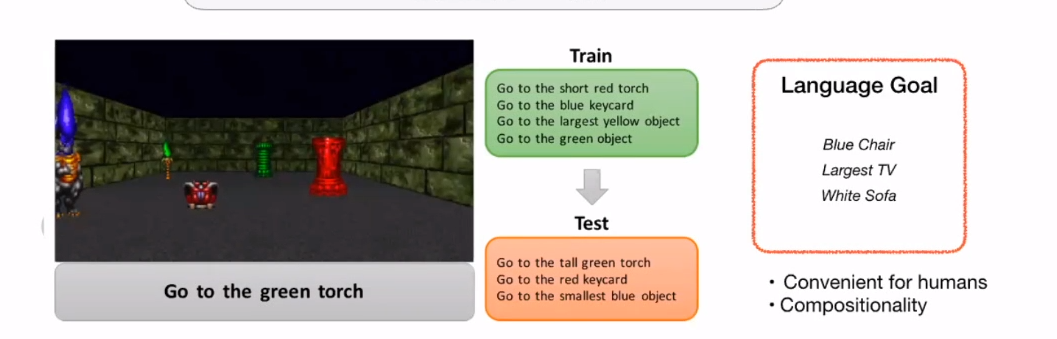 Train
Go to the short red torch
Go to the blue keycard
Go to the largest yellow object
Go to the green object
Test
Go to the tall green torch
Go to the red keycard
Go to the smallest blue object
Go to the green torch
Language Goal
Blue Chair
Largest TV
White Sofa
• Convenient for humans
• Compositionality